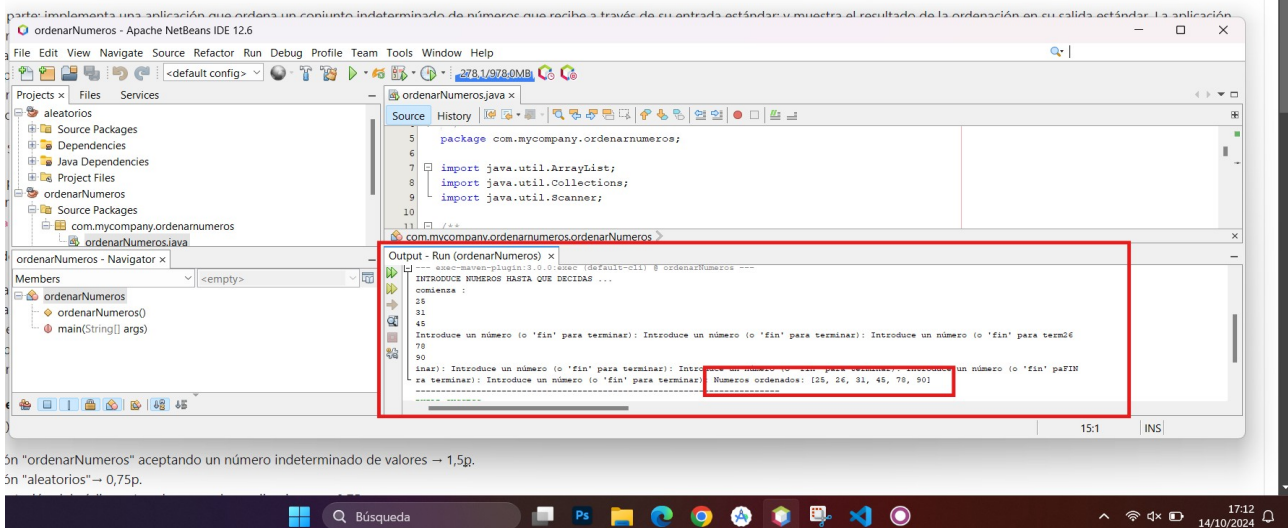 parte: implementa una aplicación que ordena un conjunto indeterminado de números que recibe a través de su entrada estándar; y muestra el resultado de la ordenación en su salida estándar. La aplicación
ordenarNumeros - Apache NetBeans IDE 12.6
File Edit View Navigate Source Refactor Run Debug Profile Team Tools Window Help
<default config>
278,1/978,0MB
Projects × Files Services
aleatorios
Source Packages
Dependencies
Java Dependencies
Project Files
ordenarNumeros
Source Packages
com.mycompany.ordenarnumeros
ordenarNumeros.java
ordenarNumeros - Navigator ×
Members <empty>
ordenarNumeros
ordenarNumeros()
main(String[] args)
ordenarNumeros.java ×
Source History
5 package com.mycompany.ordenarnumeros;
6
7 import java.util.ArrayList;
8 import java.util.Collections;
9 import java.util.Scanner;
10
11 /**
com.mycompany.ordenarnumeros.ordenarNumeros
Output - Run (ordenarNumeros) ×
--- exec-maven-plugin:3.0.0:exec (default-cli) @ ordenarNumeros ---
INTRODUCE NUMEROS HASTA QUE DECIDAS ...
comienza :
25
31
45
Introduce un número (o 'fin' para terminar): Introduce un número (o 'fin' para terminar): Introduce un número (o 'fin' para term26
78
90
inar): Introduce un número (o 'fin' para terminar): Introduce un número (o 'fin' para terminar): Introduce un número (o 'fin' paFIN
ra terminar): Introduce un número (o 'fin' para terminar): Numeros ordenados: [25, 26, 31, 45, 78, 90]
------------------------------------------------------------------------
15:1 INS
ón "ordenarNumeros" aceptando un número indeterminado de valores → 1,5p.
ón "aleatorios"→ 0,75p.
Búsqueda
17:12
14/10/2024